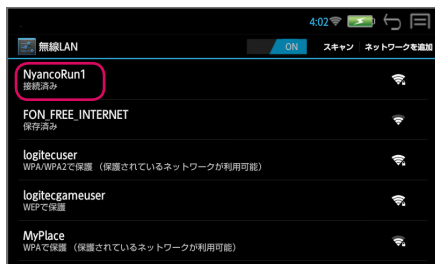 4:02
無線LAN ON スキャン ネットワークを追加
NyancoRun1
接続済み
FON_FREE_INTERNET
保存済み
logitecuser
WPA/WPA2で保護 （保護されているネットワークが利用可能）
logitecgameuser
WEPで保護
MyPlace
WPAで保護 （保護されているネットワークが利用可能）